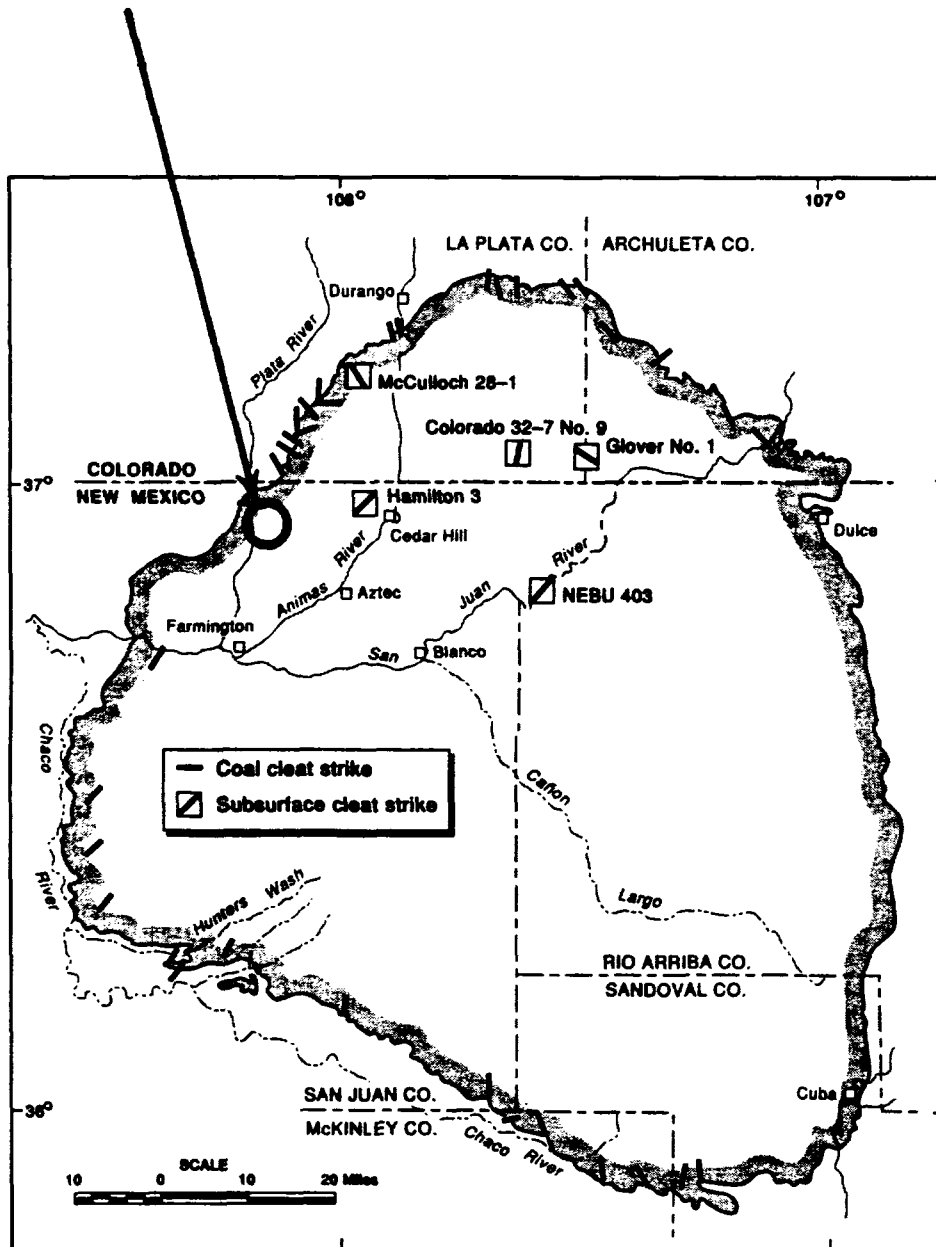 108°
107°
LA PLATA CO.
ARCHULETA CO.
Durango
Plata River
McCulloch 28-1
Colorado 32-7 No. 9
Glover No. 1
COLORADO
37°
NEW MEXICO
Hamilton 3
Cedar Hill
Dulce
Animas River
Aztec
San Juan River
NEBU 403
Farmington
Blanco
Chaco River
Coal cleat strike
Subsurface cleat strike
Cañon Largo
Hunters Wash
RIO ARRIBA CO.
SANDOVAL CO.
Cuba
SAN JUAN CO.
36°
McKINLEY CO.
Chaco River
SCALE
10 0 10 20 Miles